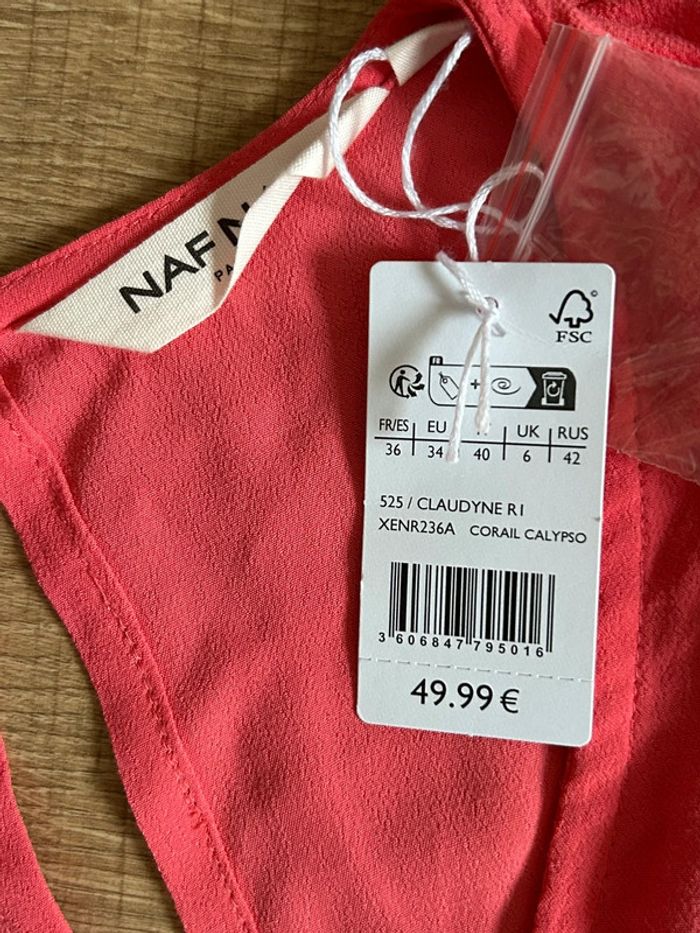 NAF N
PA
FSC
FR
FR/ES EU UK RUS
36 34 40 6 42
525 / CLAUDYNE R1
XENR236A CORAIL CALYPSO
3 606847 795016
49.99 €